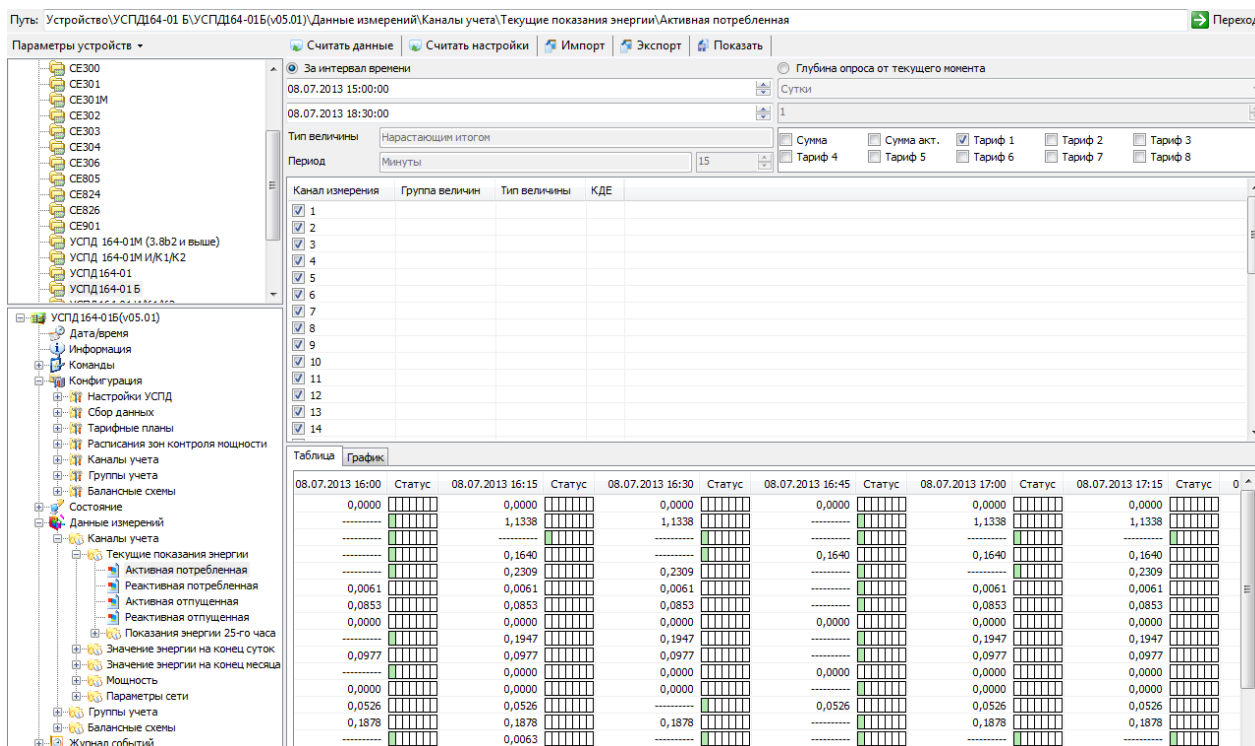 Путь: Устройство\УСПД164-01 Б\УСПД164-01Б(v05.01)\Данные измерений\Каналы учета\Текущие показания энергии\Активная потребленная Переход
Параметры устройств Считать данные Считать настройки Импорт Экспорт Показать
CE300
CE301
CE301M
CE302
CE303
CE304
CE306
CE805
CE824
CE826
CE901
УСПД 164-01М (3.8b2 и выше)
УСПД 164-01М И/К1/К2
УСПД164-01
УСПД164-01 Б
За интервал времени Глубина опроса от текущего момента
08.07.2013 15:00:00 Сутки
08.07.2013 18:30:00 1
Тип величины Нарастающим итогом
Период Минуты 15
Сумма Сумма акт. Тариф 1 Тариф 2 Тариф 3
Тариф 4 Тариф 5 Тариф 6 Тариф 7 Тариф 8
Канал измерения Группа величин Тип величины КДЕ
1
2
3
4
5
6
7
8
9
10
11
12
13
14
УСПД164-01Б(v05.01)
Дата/время
Информация
Команды
Конфигурация
Настройки УСПД
Сбор данных
Тарифные планы
Расписания зон контроля мощности
Каналы учета
Группы учета
Балансные схемы
Состояние
Данные измерений
Каналы учета
Текущие показания энергии
Активная потребленная
Реактивная потребленная
Активная отпущенная
Реактивная отпущенная
Показания энергии 25-го часа
Значение энергии на конец суток
Значение энергии на конец месяца
Мощность
Параметры сети
Группы учета
Балансные схемы
Журнал событий
Таблица График
08.07.2013 16:00 Статус 08.07.2013 16:15 Статус 08.07.2013 16:30 Статус 08.07.2013 16:45 Статус 08.07.2013 17:00 Статус 08.07.2013 17:15 Статус 0
0,0000 0,0000 0,0000 0,0000 0,0000 0,0000
---------- 1,1338 1,1338 ---------- 1,1338 1,1338
---------- ---------- ---------- ---------- ---------- ----------
---------- 0,1640 ---------- 0,1640 0,1640 0,1640
---------- 0,2309 0,2309 ---------- ---------- 0,2309
0,0061 0,0061 0,0061 ---------- 0,0061 0,0061
0,0853 0,0853 0,0853 ---------- 0,0853 0,0853
0,0000 0,0000 0,0000 0,0000 0,0000 0,0000
---------- 0,1947 0,1947 ---------- 0,1947 0,1947
0,0977 0,0977 0,0977 ---------- 0,0977 0,0977
---------- 0,0000 0,0000 0,0000 0,0000 0,0000
0,0000 0,0000 0,0000 ---------- 0,0000 0,0000
0,0526 0,0526 ---------- 0,0526 0,0526 0,0526
0,1878 0,1878 0,1878 ---------- 0,1878 0,1878
---------- 0,0063 ---------- ---------- ---------- ----------